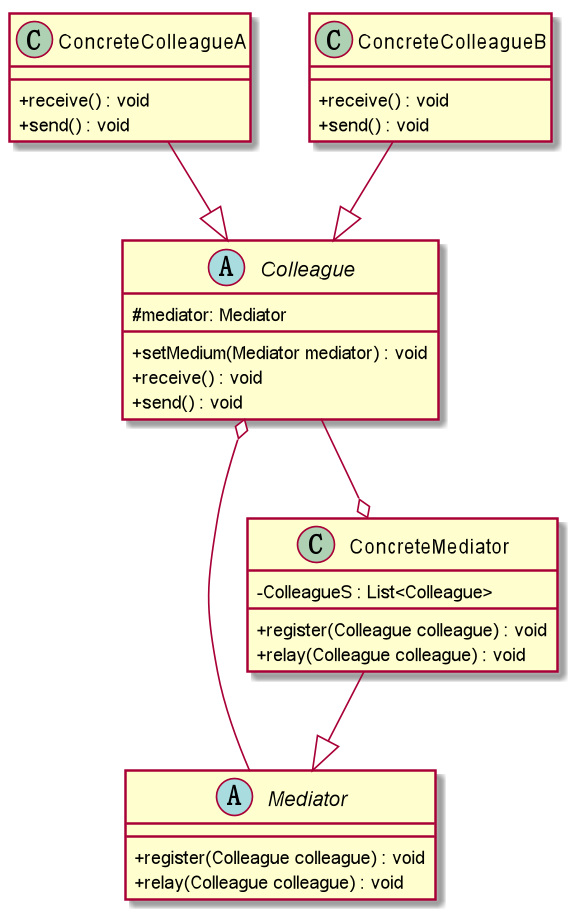 C ConcreteColleagueA
+receive() : void
+send() : void
C ConcreteColleagueB
+receive() : void
+send() : void
A Colleague
#mediator: Mediator
+setMedium(Mediator mediator) : void
+receive() : void
+send() : void
C ConcreteMediator
-ColleagueS : List<Colleague>
+register(Colleague colleague) : void
+relay(Colleague colleague) : void
A Mediator
+register(Colleague colleague) : void
+relay(Colleague colleague) : void